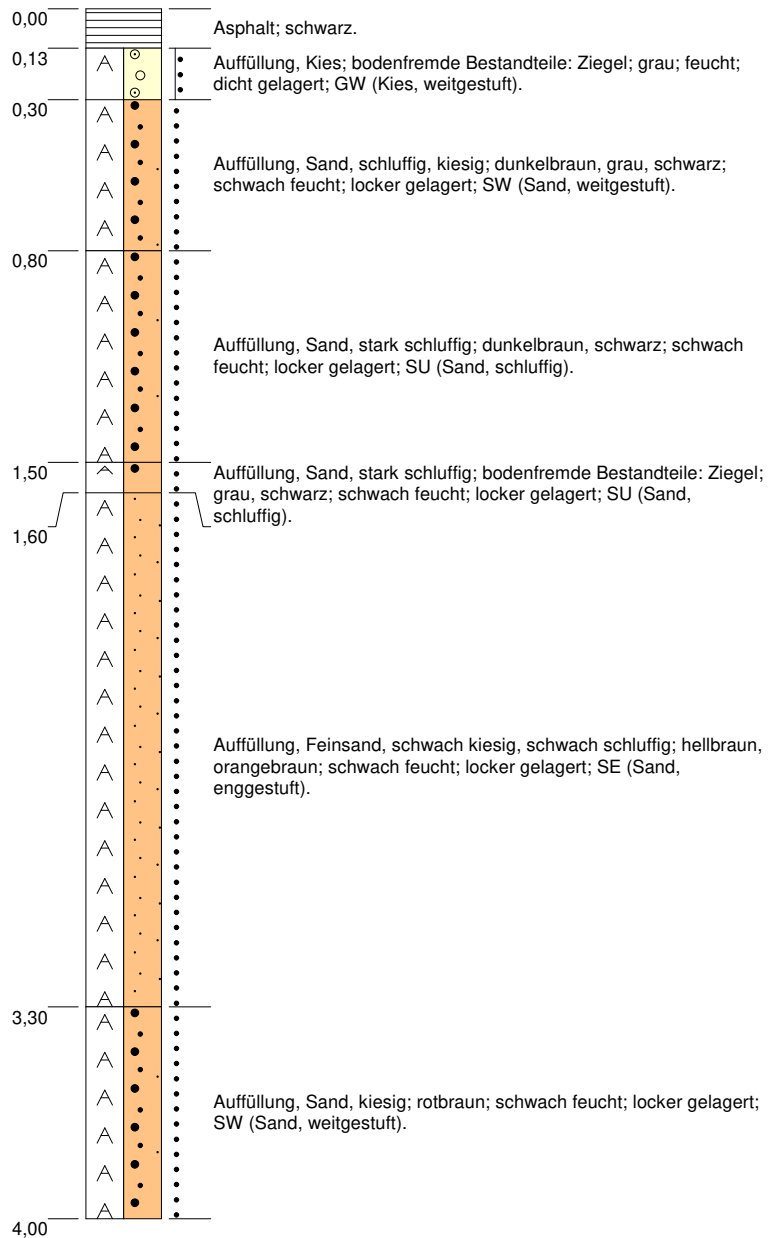 0,00
Asphalt; schwarz.
0,13
Auffüllung, Kies; bodenfremde Bestandteile: Ziegel; grau; feucht;
dicht gelagert; GW (Kies, weitgestuft).
0,30
Auffüllung, Sand, schluffig, kiesig; dunkelbraun, grau, schwarz;
schwach feucht; locker gelagert; SW (Sand, weitgestuft).
0,80
Auffüllung, Sand, stark schluffig; dunkelbraun, schwarz; schwach
feucht; locker gelagert; SU (Sand, schluffig).
1,50
Auffüllung, Sand, stark schluffig; bodenfremde Bestandteile: Ziegel;
grau, schwarz; schwach feucht; locker gelagert; SU (Sand,
schluffig).
1,60
Auffüllung, Feinsand, schwach kiesig, schwach schluffig; hellbraun,
orangebraun; schwach feucht; locker gelagert; SE (Sand,
enggestuft).
3,30
Auffüllung, Sand, kiesig; rotbraun; schwach feucht; locker gelagert;
SW (Sand, weitgestuft).
4,00